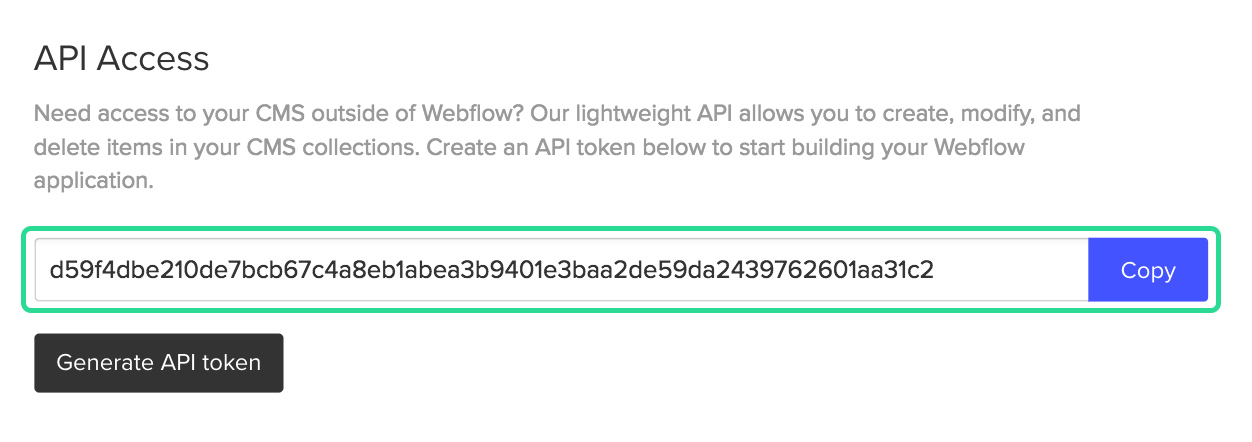 API Access
Need access to your CMS outside of Webflow? Our lightweight API allows you to create, modify, and
delete items in your CMS collections. Create an API token below to start building your Webflow
application.
d59f4dbe210de7bcb67c4a8eb1abea3b9401e3baa2de59da2439762601aa31c2
Copy
Generate API token